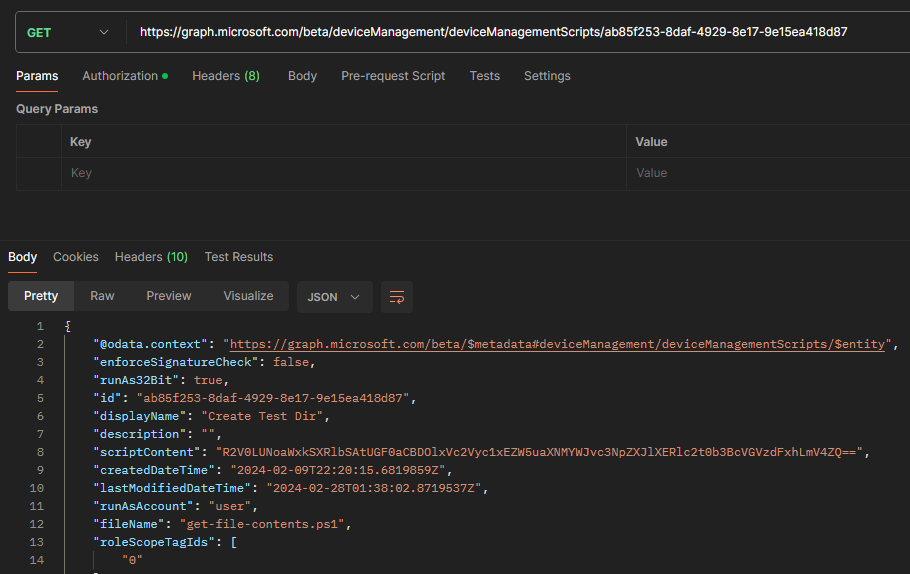 GET https://graph.microsoft.com/beta/deviceManagement/deviceManagementScripts/ab85f253-8daf-4929-8e17-9e15ea418d87
Params Authorization Headers (8) Body Pre-request Script Tests Settings
Query Params
Key Value
Key Value
Body Cookies Headers (10) Test Results
Pretty Raw Preview Visualize JSON
1 {
2 "@odata.context": "https://graph.microsoft.com/beta/$metadata#deviceManagement/deviceManagementScripts/$entity",
3 "enforceSignatureCheck": false,
4 "runAs32Bit": true,
5 "id": "ab85f253-8daf-4929-8e17-9e15ea418d87",
6 "displayName": "Create Test Dir",
7 "description": "",
8 "scriptContent": "R2V0LUNoaWxkSXRlbSAtUGF0aCBDOlxVc2Vyc1xEZW5uaXNMYWJvc3NpZXJlXERlc2t0b3BcVGVzdFxhLmV4ZQ==",
9 "createdDateTime": "2024-02-09T22:20:15.6819859Z",
10 "lastModifiedDateTime": "2024-02-28T01:38:02.8719537Z",
11 "runAsAccount": "user",
12 "fileName": "get-file-contents.ps1",
13 "roleScopeTagIds": [
14 "0"